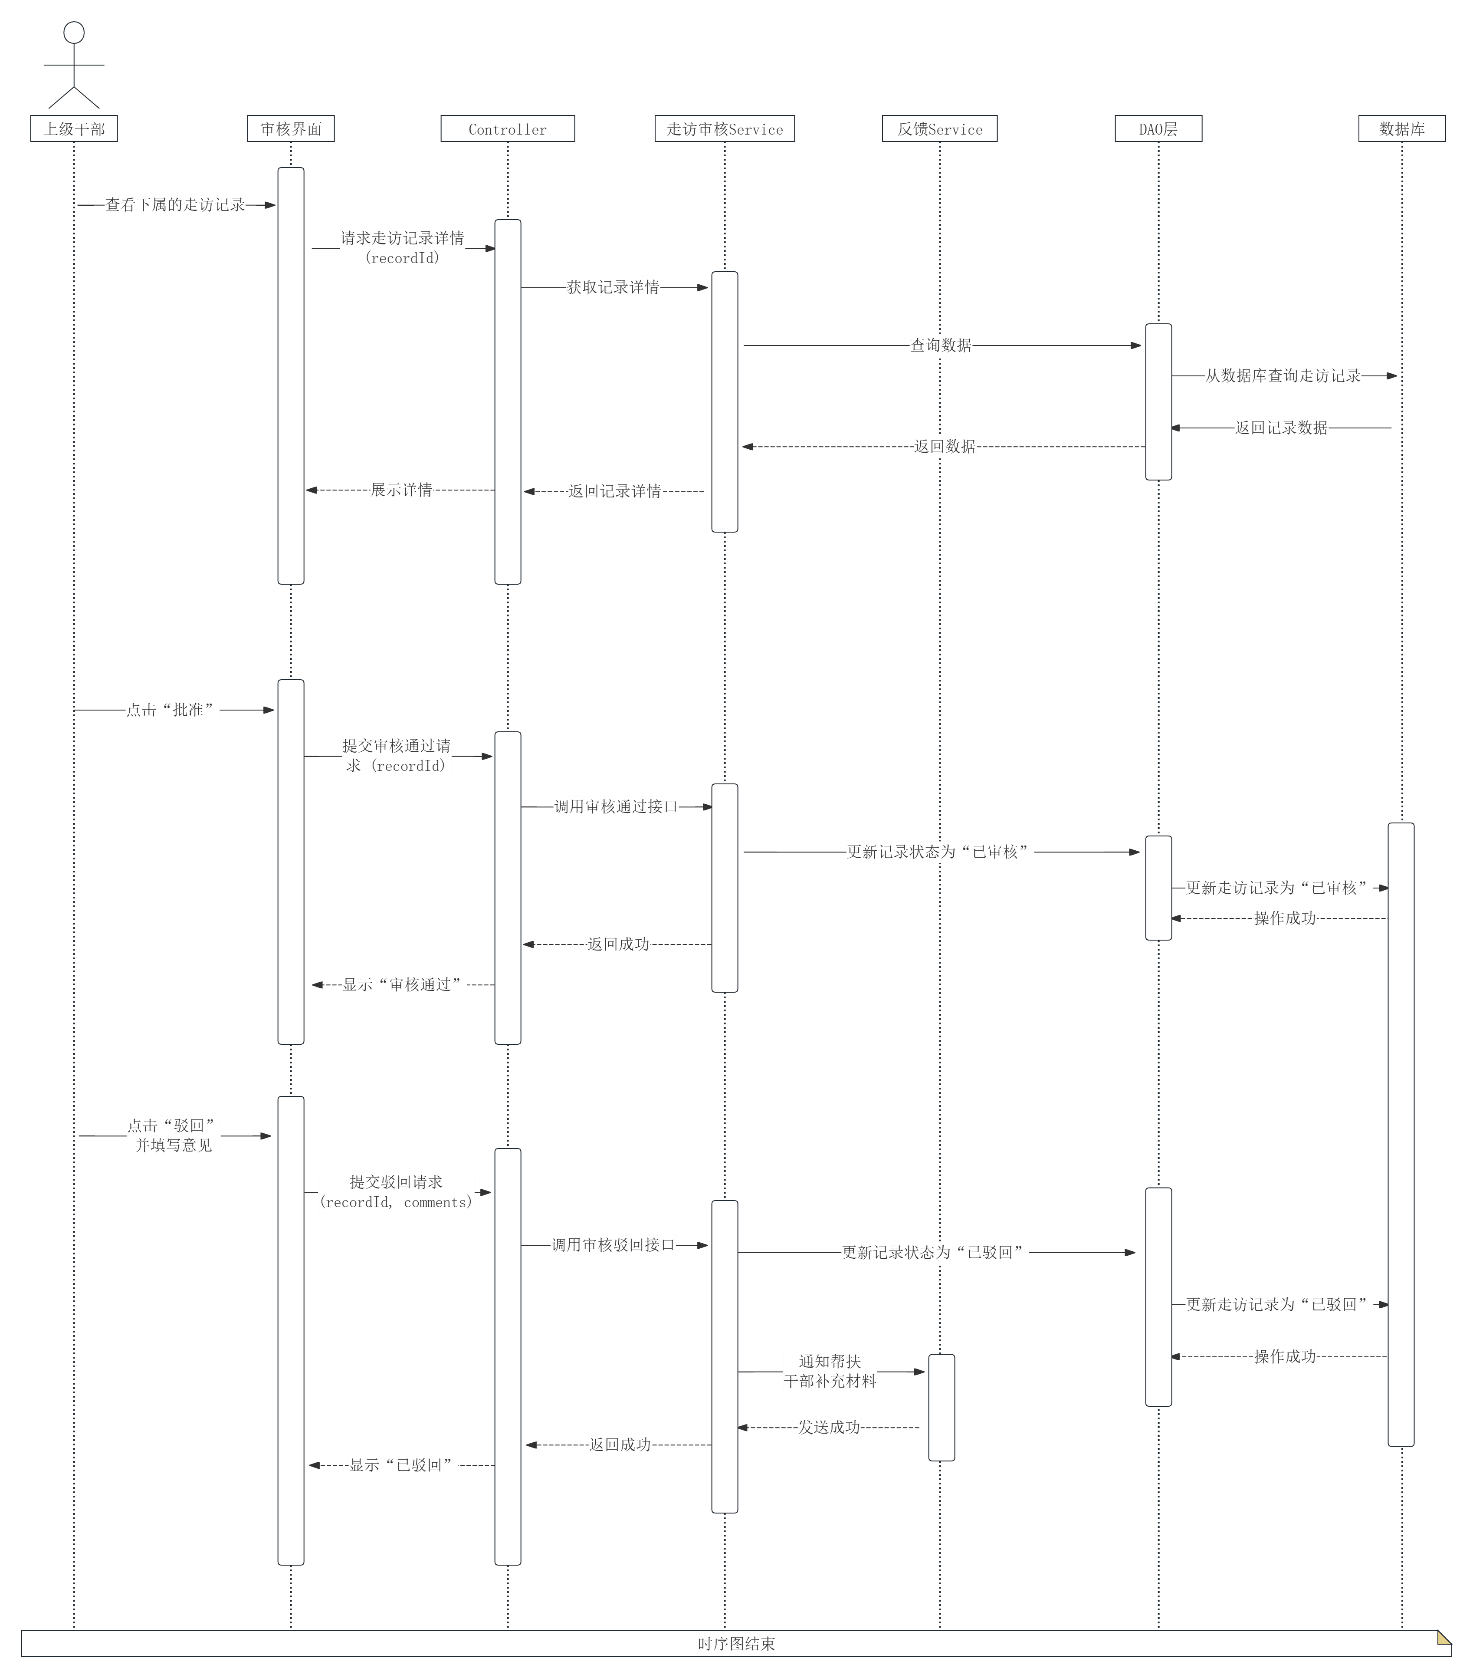 上级干部
审核界面
Controller
走访审核Service
反馈Service
DAO层
数据库
查看下属的走访记录
请求走访记录详情
(recordId)
获取记录详情
查询数据
从数据库查询走访记录
返回记录数据
返回数据
返回记录详情
展示详情
点击“批准”
提交审核通过请
求 (recordId)
调用审核通过接口
更新记录状态为“已审核”
更新走访记录为“已审核”
操作成功
返回成功
显示“审核通过”
点击“驳回”
并填写意见
提交驳回请求
(recordId, comments)
调用审核驳回接口
更新记录状态为“已驳回”
更新走访记录为“已驳回”
操作成功
通知帮扶
干部补充材料
发送成功
返回成功
显示“已驳回”
时序图结束